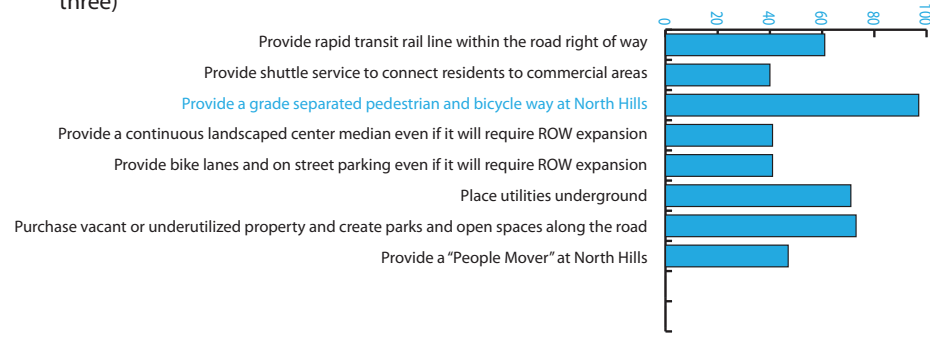 three)
0 20 40 60 80 100
Provide rapid transit rail line within the road right of way
Provide shuttle service to connect residents to commercial areas
Provide a grade separated pedestrian and bicycle way at North Hills
Provide a continuous landscaped center median even if it will require ROW expansion
Provide bike lanes and on street parking even if it will require ROW expansion
Place utilities underground
Purchase vacant or underutilized property and create parks and open spaces along the road
Provide a “People Mover” at North Hills